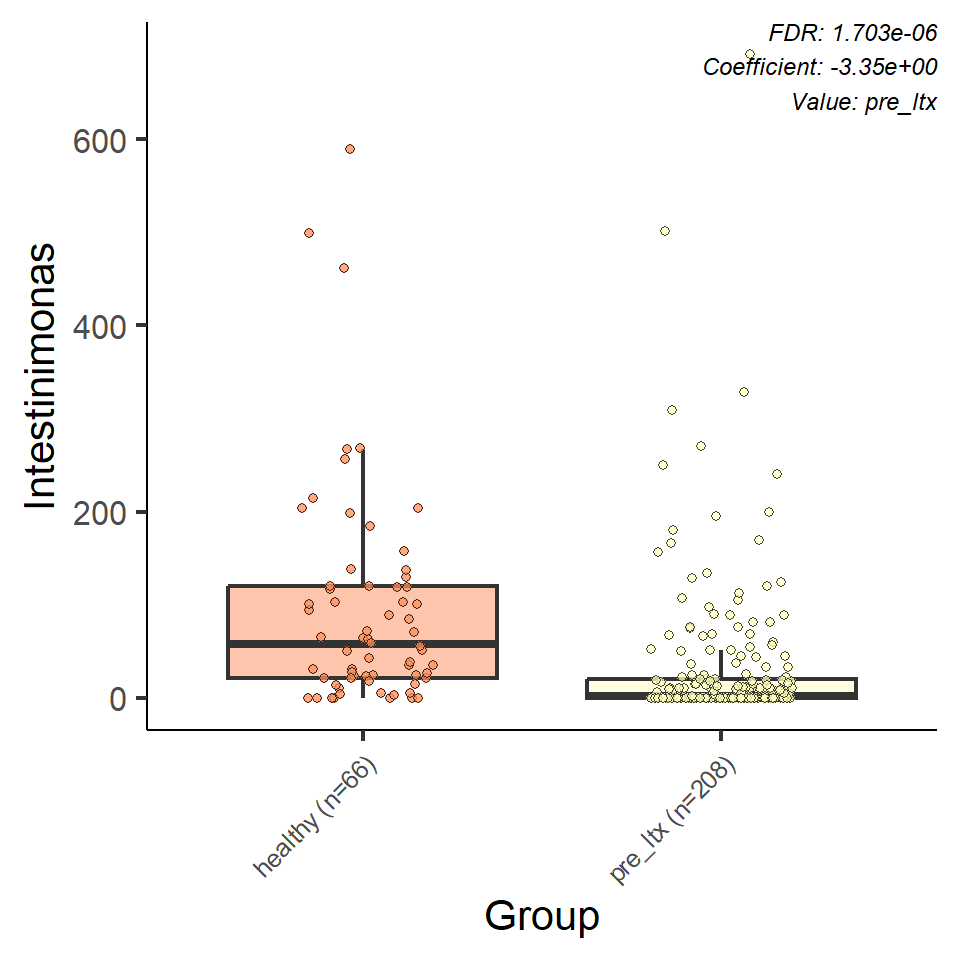 FDR: 1.703e-06
Coefficient: -3.35e+00
Value: pre_ltx
Intestinimonas
600
400
200
0
healthy (n=66)
pre_ltx (n=208)
Group